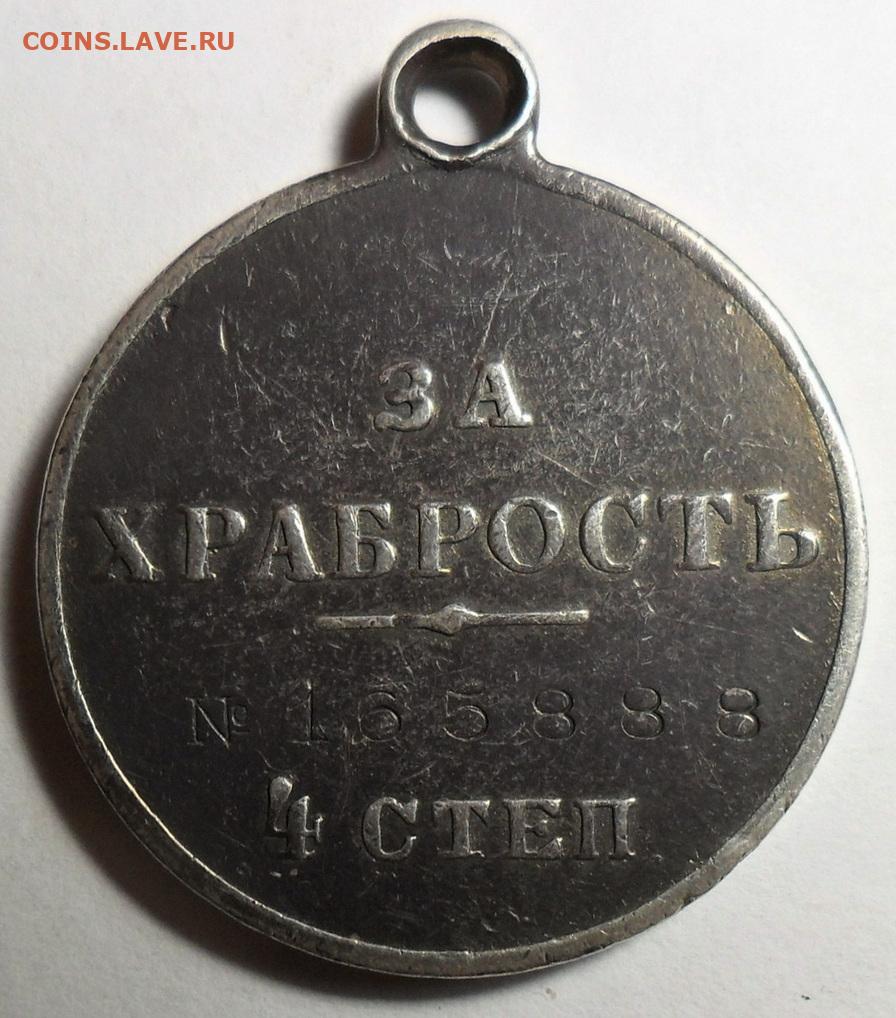 COINS.LAVE.RU
ЗА
ХРАБРОСТЬ
№ 165888
4 СТЕП